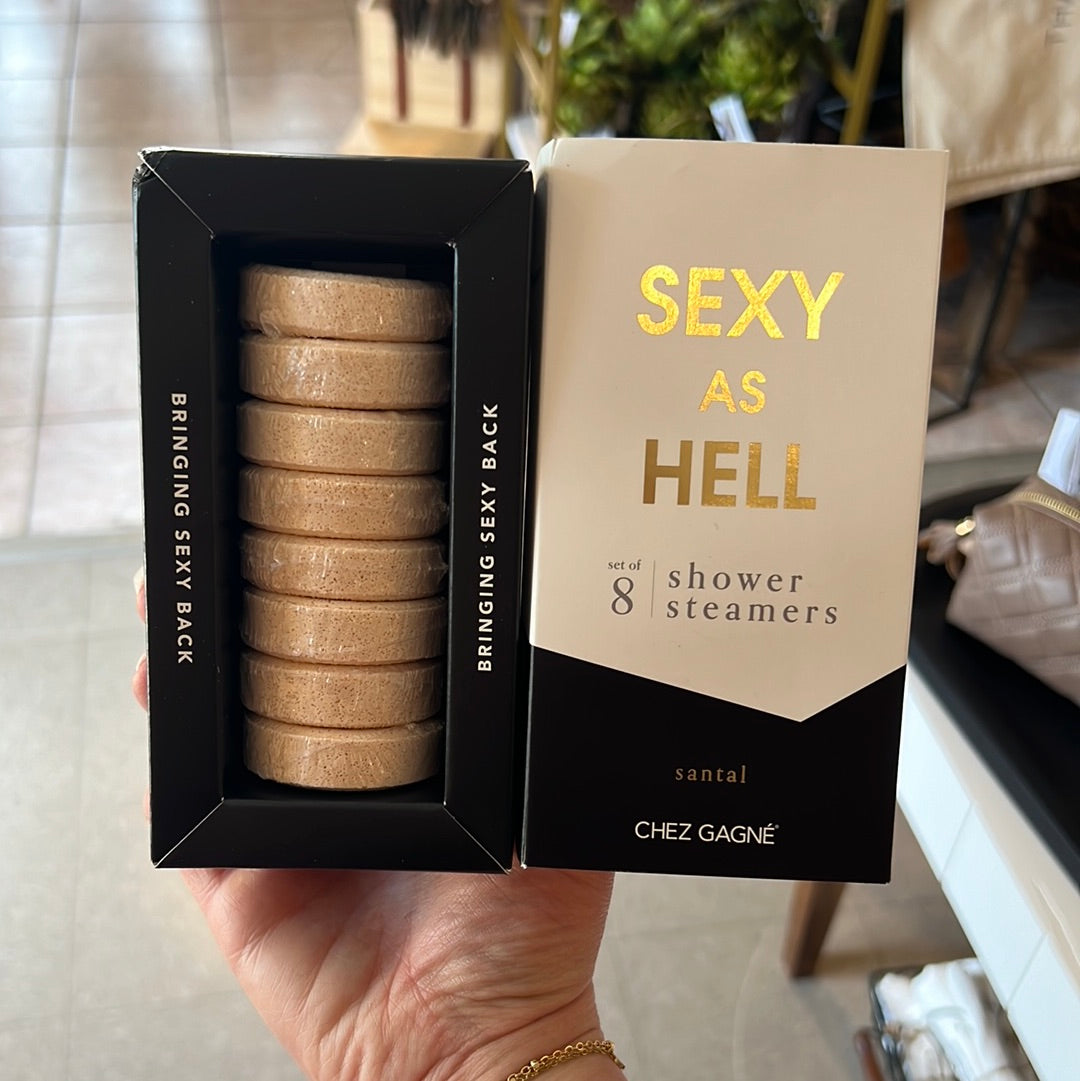 BRINGING SEXY BACK
BRINGING SEXY BACK
SEXY
AS
HELL
set of
8
shower
steamers
santal
CHEZ GAGNÉ®